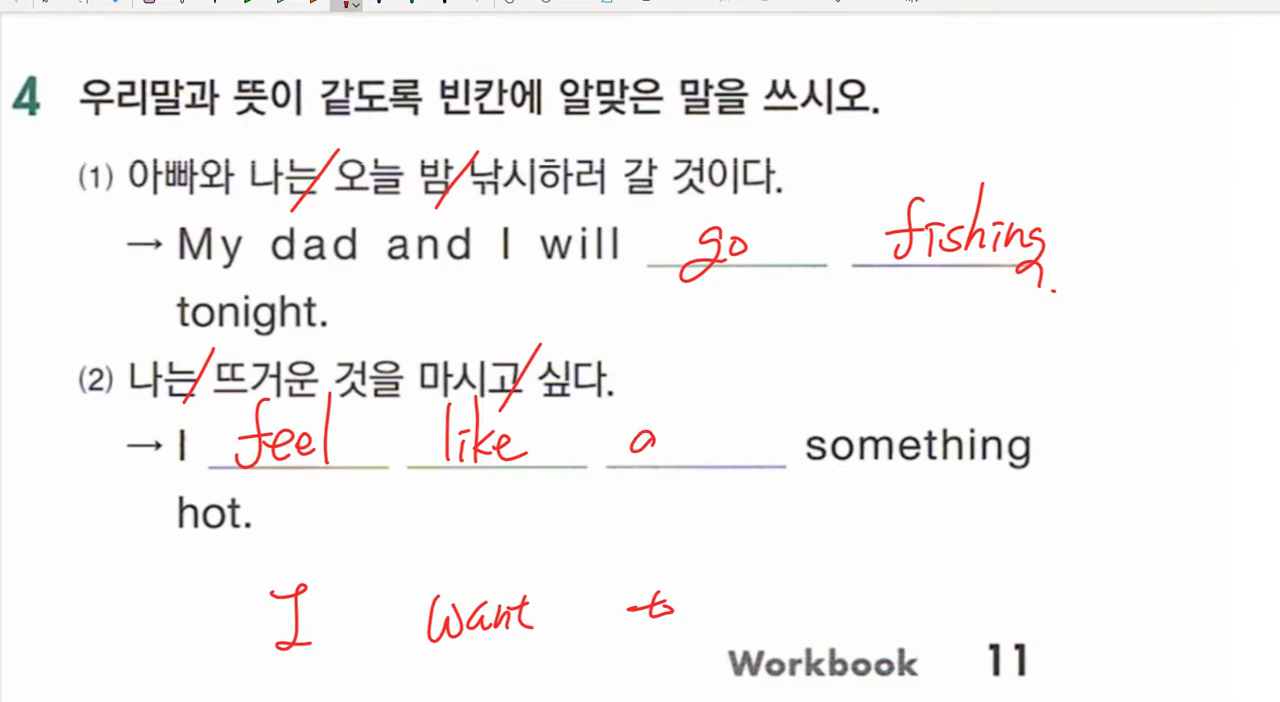 4 우리말과 뜻이 같도록 빈칸에 알맞은 말을 쓰시오.
(1) 아빠와 나는/오늘 밤/낚시하러 갈 것이다.
→ My dad and I will go fishing
tonight.
(2) 나는/뜨거운 것을 마시고/싶다.
→ I feel like a something
hot.
I want to
Workbook 11